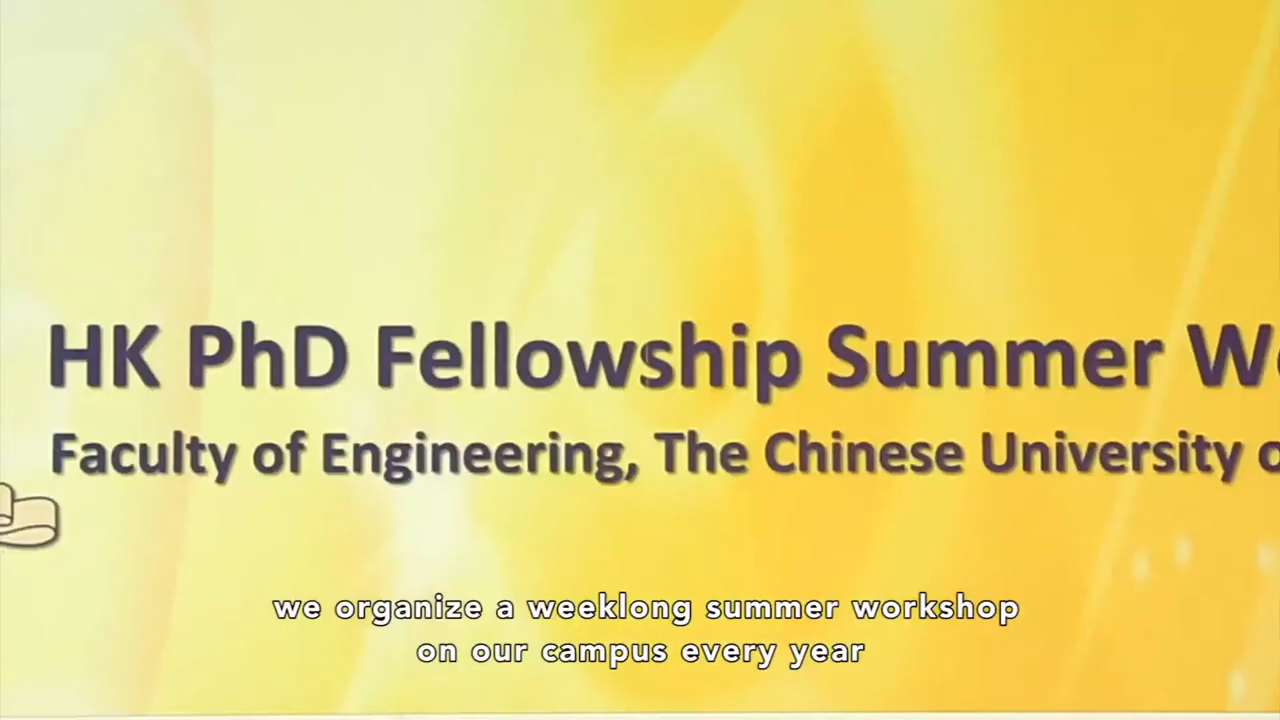 HK PhD Fellowship Summer
Faculty of Engineering, The Chinese University
we organize a weeklong summer workshop
on our campus every year